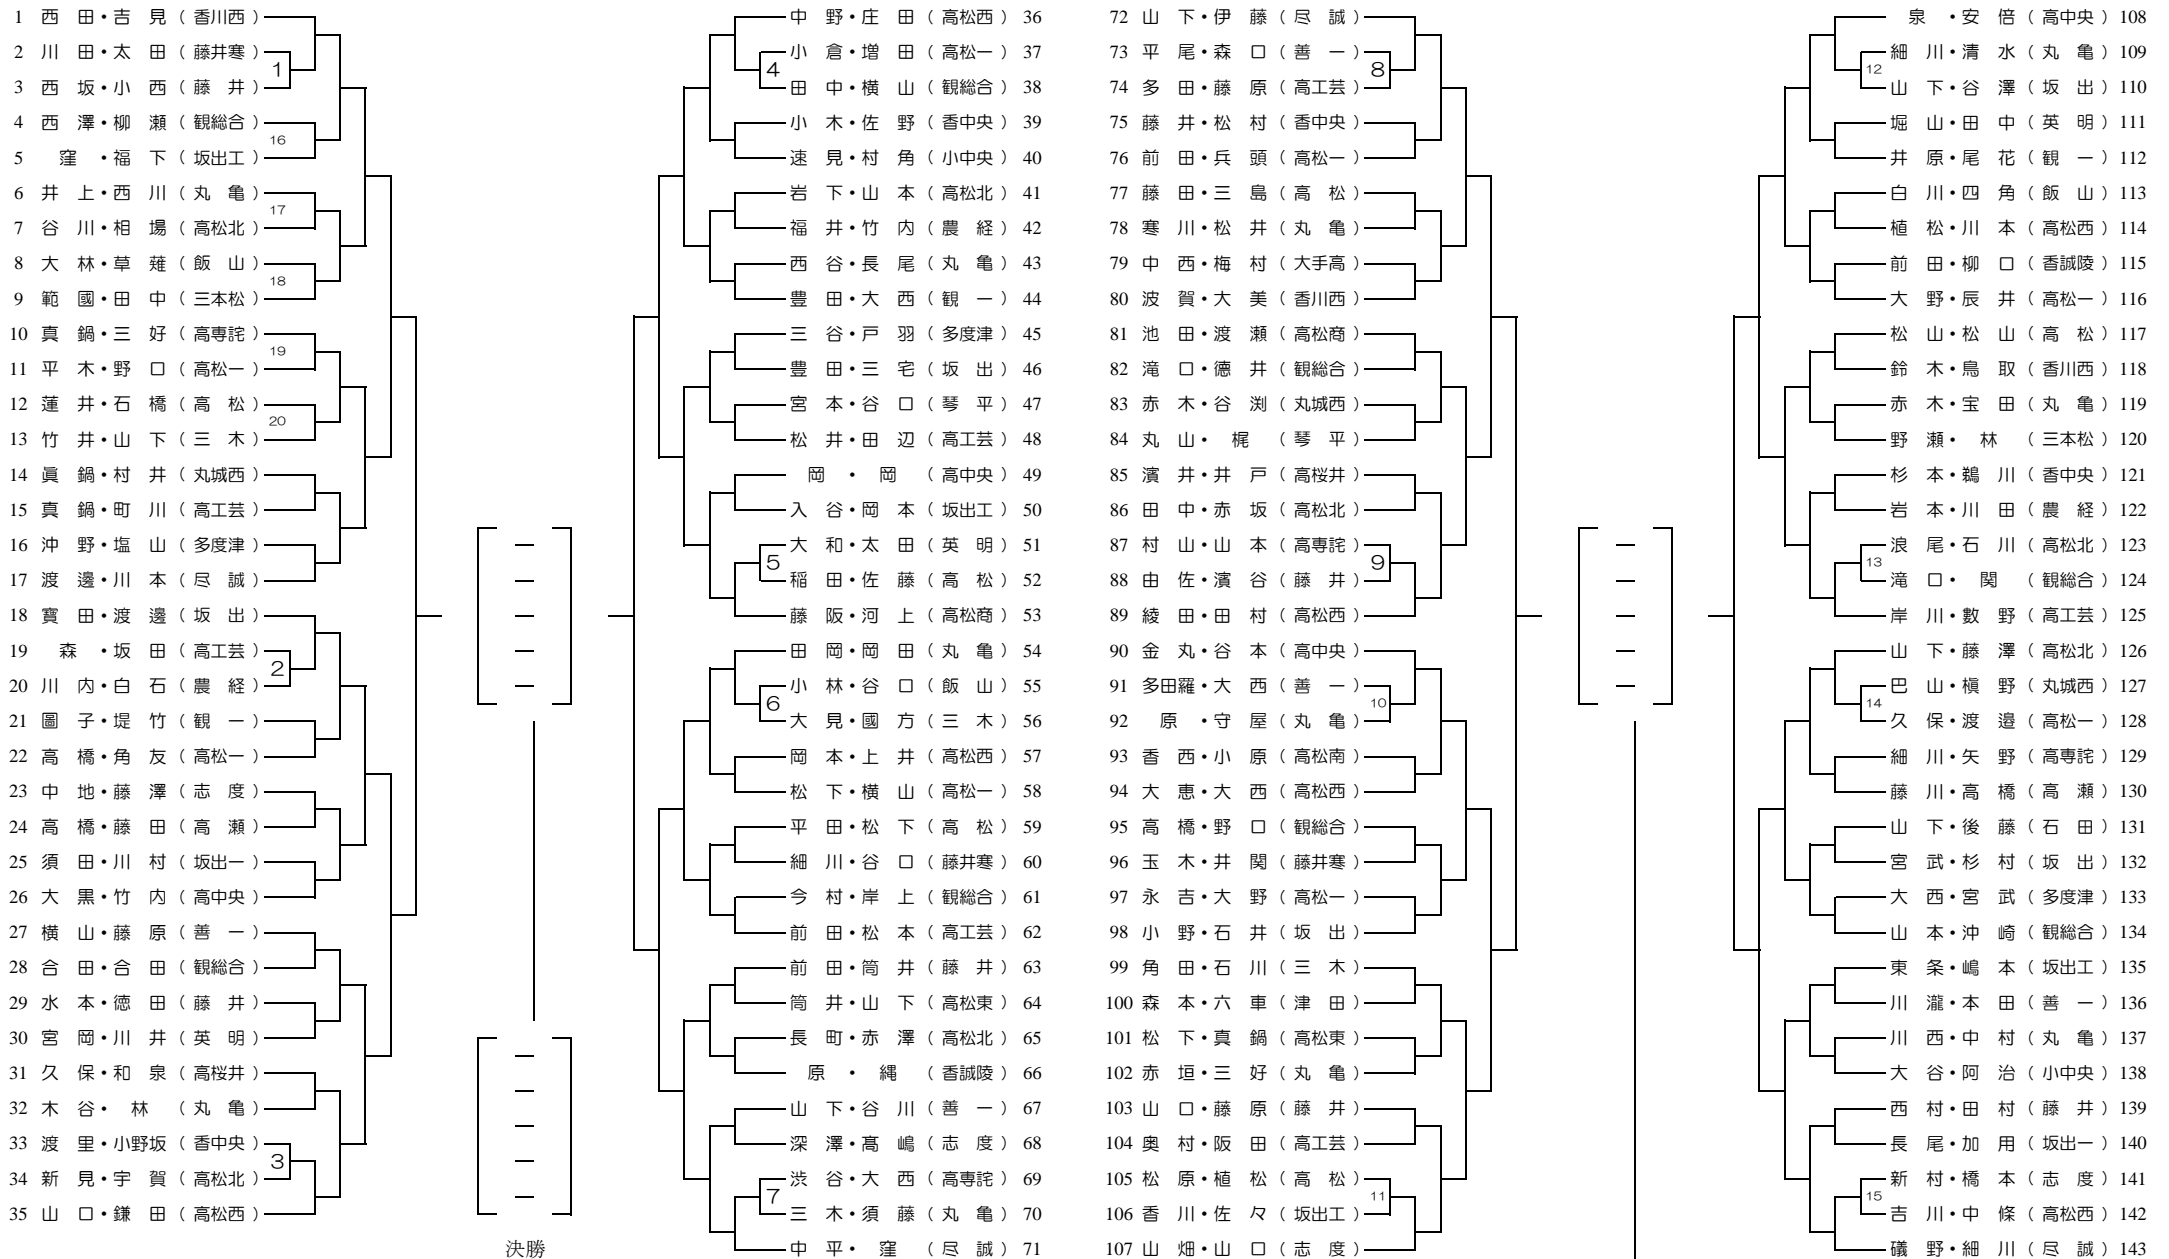 1 西 田・吉 見 ( 香川西 )
2 川 田・太 田 ( 藤井寒 )
1
3 西 坂・小 西 ( 藤 井 )
4 西 澤・柳 瀬 ( 観総合 )
16
5 窪 ・福 下 ( 坂出工 )
6 井 上・西 川 ( 丸 亀 )
17
7 谷 川・相 場 ( 高松北 )
8 大 林・草 薙 ( 飯 山 )
18
9 範 國・田 中 ( 三本松 )
10 真 鍋・三 好 ( 高専詫 )
19
11 平 木・野 口 ( 高松一 )
12 蓮 井・石 橋 ( 高 松 )
20
13 竹 井・山 下 ( 三 木 )
14 眞 鍋・村 井 ( 丸城西 )
15 真 鍋・町 川 ( 高工芸 )
16 沖 野・塩 山 ( 多度津 )
17 渡 邊・川 本 ( 尽 誠 )
18 寳 田・渡 邊 ( 坂 出 )
19 森 ・坂 田 ( 高工芸 )
2
20 川 内・白 石 ( 農 経 )
21 圖 子・堤 竹 ( 観 一 )
22 高 橋・角 友 ( 高松一 )
23 中 地・藤 澤 ( 志 度 )
24 高 橋・藤 田 ( 高 瀬 )
25 須 田・川 村 ( 坂出一 )
26 大 黒・竹 内 ( 高中央 )
27 横 山・藤 原 ( 善 一 )
28 合 田・合 田 ( 観総合 )
29 水 本・徳 田 ( 藤 井 )
30 宮 岡・川 井 ( 英 明 )
31 久 保・和 泉 ( 高桜井 )
32 木 谷・ 林 ( 丸 亀 )
33 渡 里・小野坂 ( 香中央 )
3
34 新 見・宇 賀 ( 高松北 )
35 山 口・鎌 田 ( 高松西 )
決勝
中 野・庄 田 ( 高松西 ) 36
小 倉・増 田 ( 高松一 ) 37
4
田 中・横 山 ( 観総合 ) 38
小 木・佐 野 ( 香中央 ) 39
速 見・村 角 ( 小中央 ) 40
岩 下・山 本 ( 高松北 ) 41
福 井・竹 内 ( 農 経 ) 42
西 谷・長 尾 ( 丸 亀 ) 43
豊 田・大 西 ( 観 一 ) 44
三 谷・戸 羽 ( 多度津 ) 45
豊 田・三 宅 ( 坂 出 ) 46
宮 本・谷 口 ( 琴 平 ) 47
松 井・田 辺 ( 高工芸 ) 48
岡 ・ 岡 ( 高中央 ) 49
入 谷・岡 本 ( 坂出工 ) 50
大 和・太 田 ( 英 明 ) 51
5
稲 田・佐 藤 ( 高 松 ) 52
藤 阪・河 上 ( 高松商 ) 53
田 岡・岡 田 ( 丸 亀 ) 54
小 林・谷 口 ( 飯 山 ) 55
6
大 見・國 方 ( 三 木 ) 56
岡 本・上 井 ( 高松西 ) 57
松 下・横 山 ( 高松一 ) 58
平 田・松 下 ( 高 松 ) 59
細 川・谷 口 ( 藤井寒 ) 60
今 村・岸 上 ( 観総合 ) 61
前 田・松 本 ( 高工芸 ) 62
前 田・筒 井 ( 藤 井 ) 63
筒 井・山 下 ( 高松東 ) 64
長 町・赤 澤 ( 高松北 ) 65
原 ・ 縄 ( 香誠陵 ) 66
山 下・谷 川 ( 善 一 ) 67
深 澤・髙 嶋 ( 志 度 ) 68
渋 谷・大 西 ( 高専詫 ) 69
7
三 木・須 藤 ( 丸 亀 ) 70
中 平・ 窪 ( 尽 誠 ) 71
72 山 下・伊 藤 ( 尽 誠 )
73 平 尾・森 口 ( 善 一 )
8
74 多 田・藤 原 ( 高工芸 )
75 藤 井・松 村 ( 香中央 )
76 前 田・兵 頭 ( 高松一 )
77 藤 田・三 島 ( 高 松 )
78 寒 川・松 井 ( 丸 亀 )
79 中 西・梅 村 ( 大手高 )
80 波 賀・大 美 ( 香川西 )
81 池 田・渡 瀬 ( 高松商 )
82 滝 口・德 井 ( 観総合 )
83 赤 木・谷 渕 ( 丸城西 )
84 丸 山・ 梶 ( 琴 平 )
85 濱 井・井 戸 ( 高桜井 )
86 田 中・赤 坂 ( 高松北 )
87 村 山・山 本 ( 高専詫 )
9
88 由 佐・濱 谷 ( 藤 井 )
89 綾 田・田 村 ( 高松西 )
90 金 丸・谷 本 ( 高中央 )
91 多田羅・大 西 ( 善 一 )
10
92 原 ・守 屋 ( 丸 亀 )
93 香 西・小 原 ( 高松南 )
94 大 恵・大 西 ( 高松西 )
95 高 橋・野 口 ( 観総合 )
96 玉 木・井 関 ( 藤井寒 )
97 永 吉・大 野 ( 高松一 )
98 小 野・石 井 ( 坂 出 )
99 角 田・石 川 ( 三 木 )
100 森 本・六 車 ( 津 田 )
101 松 下・真 鍋 ( 高松東 )
102 赤 垣・三 好 ( 丸 亀 )
103 山 口・藤 原 ( 藤 井 )
104 奥 村・阪 田 ( 高工芸 )
105 松 原・植 松 ( 高 松 )
11
106 香 川・佐 々 ( 坂出工 )
107 山 畑・山 口 ( 志 度 )
泉 ・安 倍 ( 高中央 ) 108
細 川・清 水 ( 丸 亀 ) 109
12
山 下・谷 澤 ( 坂 出 ) 110
堀 山・田 中 ( 英 明 ) 111
井 原・尾 花 ( 観 一 ) 112
白 川・四 角 ( 飯 山 ) 113
植 松・川 本 ( 高松西 ) 114
前 田・柳 口 ( 香誠陵 ) 115
大 野・辰 井 ( 高松一 ) 116
松 山・松 山 ( 高 松 ) 117
鈴 木・鳥 取 ( 香川西 ) 118
赤 木・宝 田 ( 丸 亀 ) 119
野 瀬・ 林 ( 三本松 ) 120
杉 本・鵜 川 ( 香中央 ) 121
岩 本・川 田 ( 農 経 ) 122
浪 尾・石 川 ( 高松北 ) 123
13
滝 口・ 関 ( 観総合 ) 124
岸 川・數 野 ( 高工芸 ) 125
山 下・藤 澤 ( 高松北 ) 126
巴 山・槇 野 ( 丸城西 ) 127
14
久 保・渡 邉 ( 高松一 ) 128
細 川・矢 野 ( 高専詫 ) 129
藤 川・高 橋 ( 高 瀬 ) 130
山 下・後 藤 ( 石 田 ) 131
宮 武・杉 村 ( 坂 出 ) 132
大 西・宮 武 ( 多度津 ) 133
山 本・沖 崎 ( 観総合 ) 134
東 条・嶋 本 ( 坂出工 ) 135
川 瀧・本 田 ( 善 一 ) 136
川 西・中 村 ( 丸 亀 ) 137
大 谷・阿 治 ( 小中央 ) 138
西 村・田 村 ( 藤 井 ) 139
長 尾・加 用 ( 坂出一 ) 140
新 村・橋 本 ( 志 度 ) 141
15
吉 川・中 條 ( 高松西 ) 142
礒 野・細 川 ( 尽 誠 ) 143